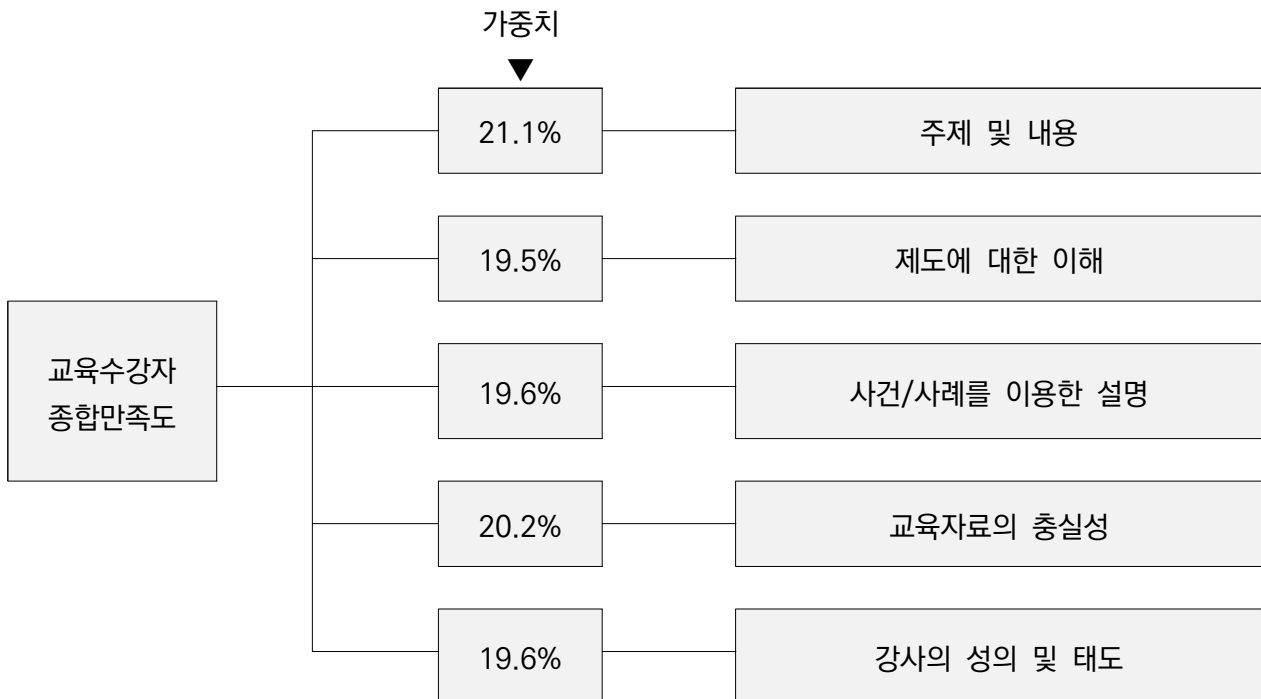 가중치
▼
21.1% 주제 및 내용
19.5% 제도에 대한 이해
교육수강자
종합만족도
19.6% 사건/사례를 이용한 설명
20.2% 교육자료의 충실성
19.6% 강사의 성의 및 태도